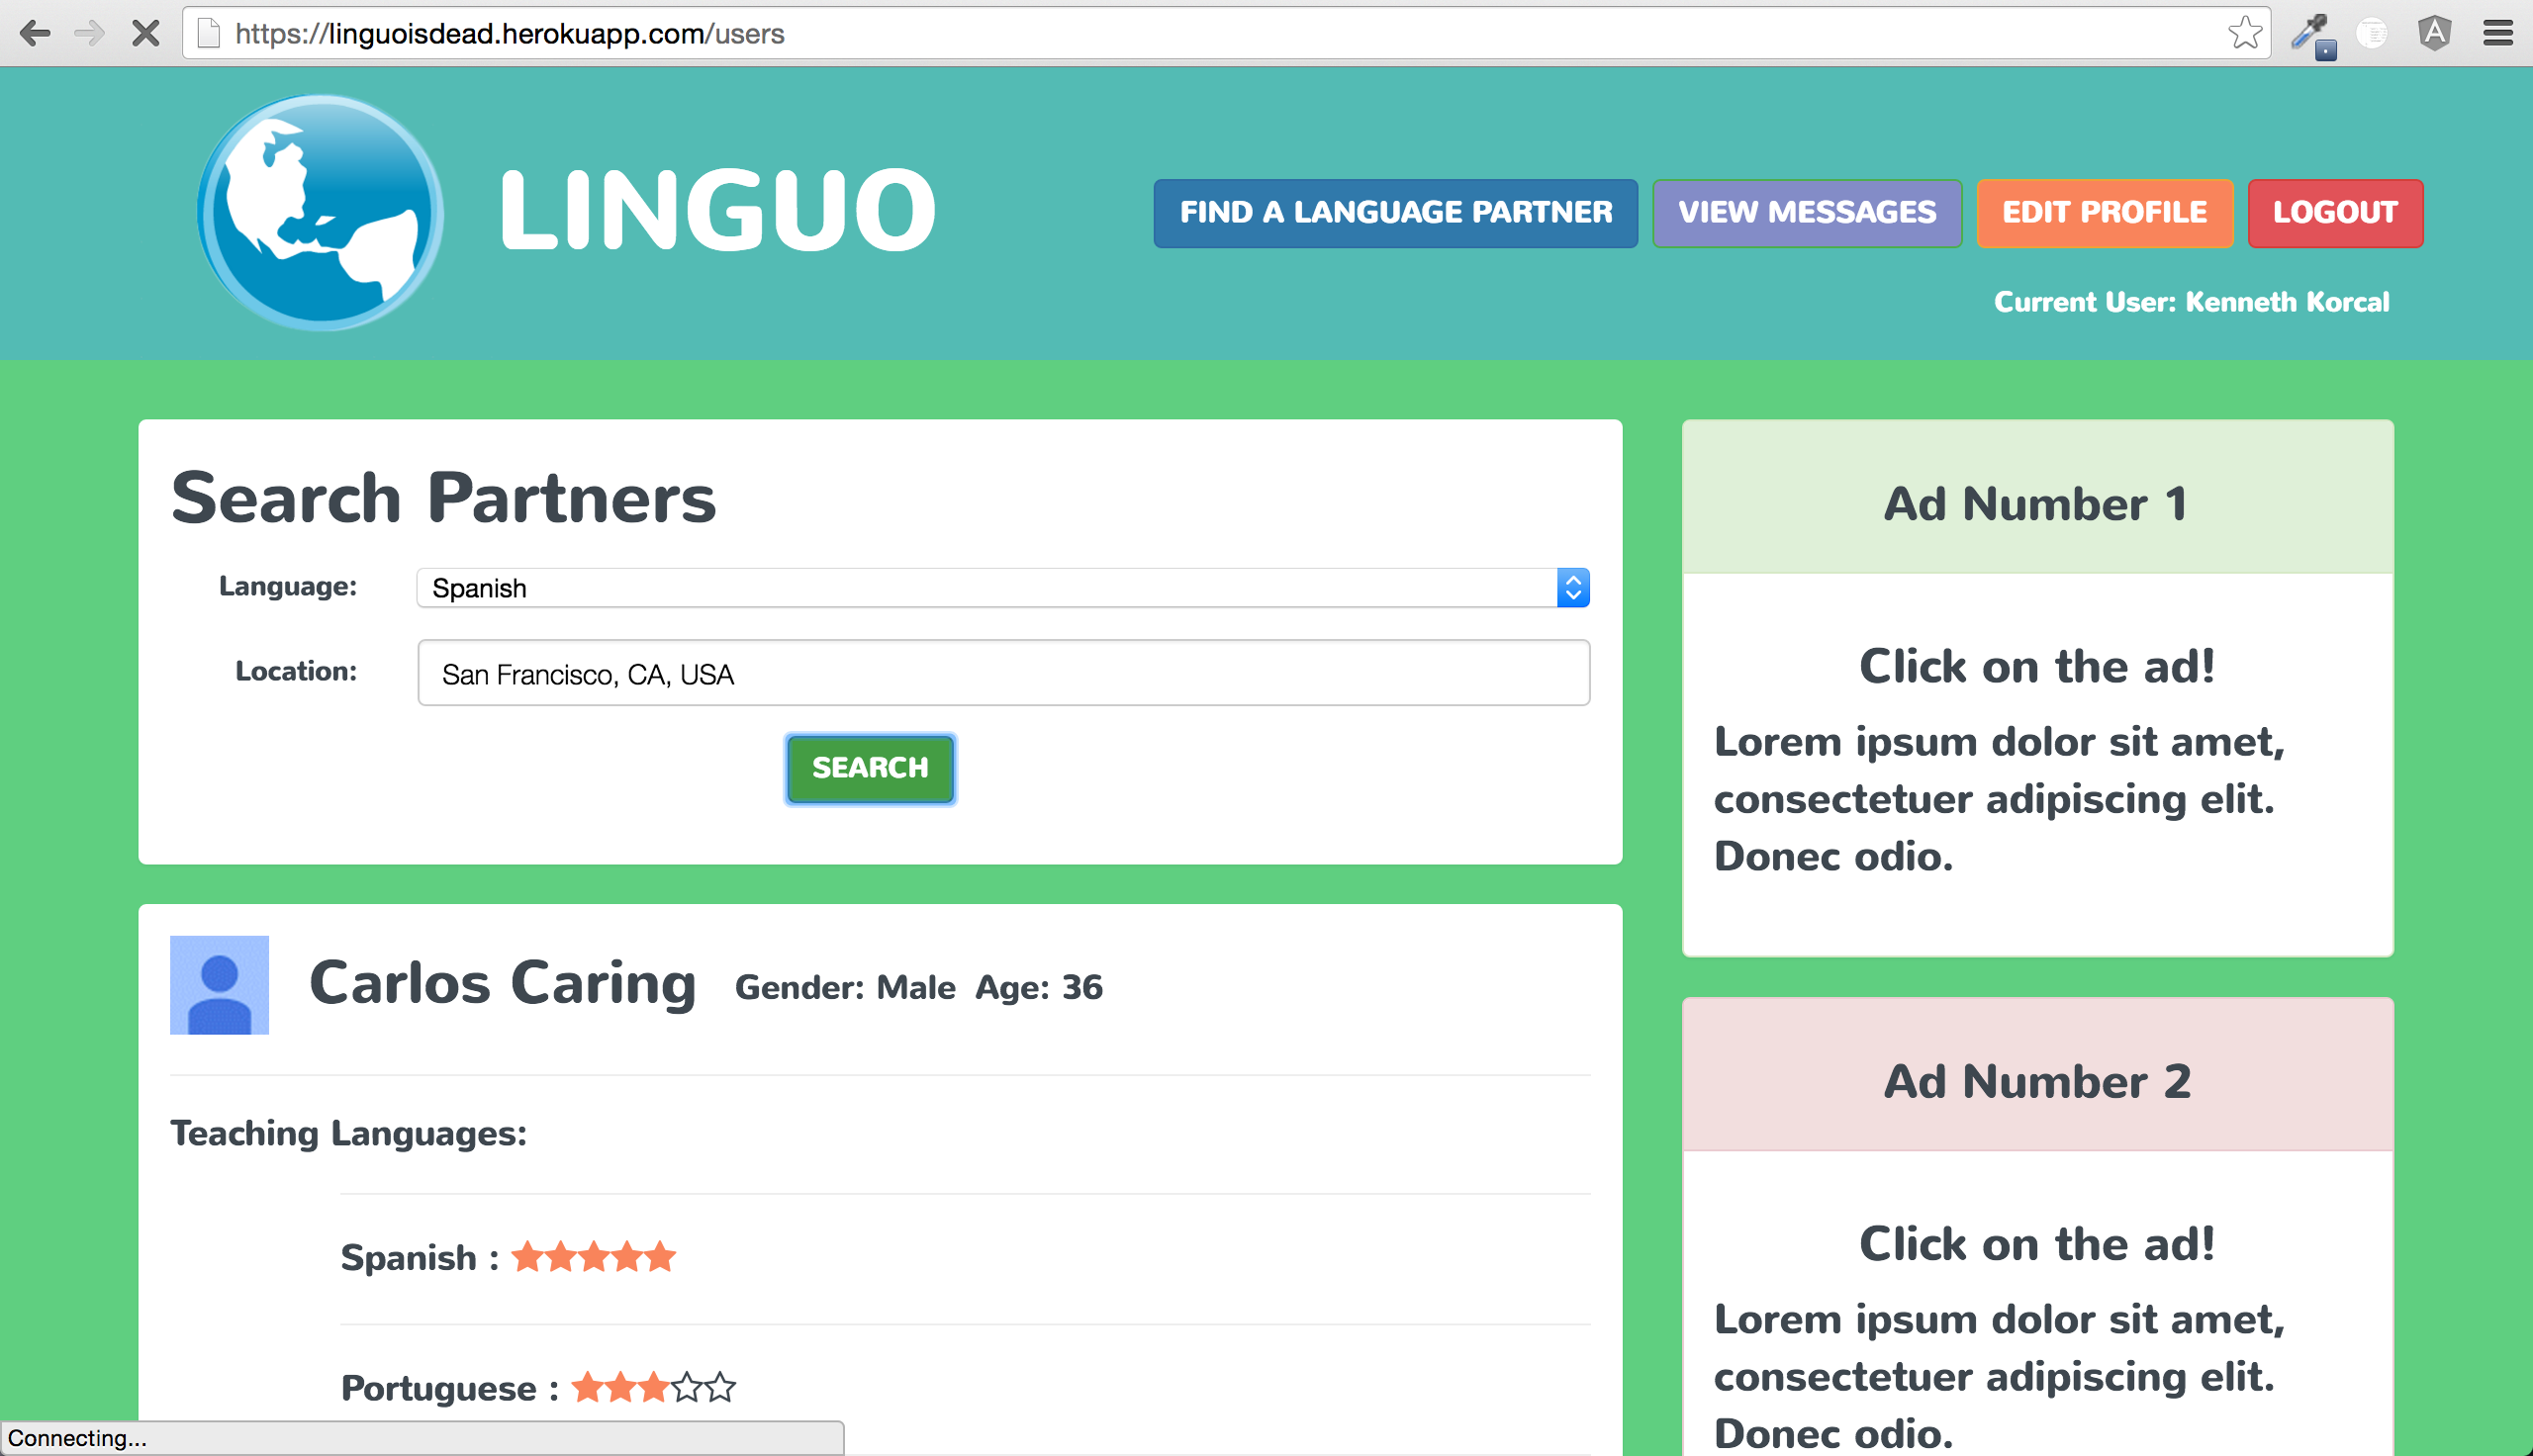 https://linguoisdead.herokuapp.com/users
LINGUO
FIND A LANGUAGE PARTNER
VIEW MESSAGES
EDIT PROFILE
LOGOUT
Current User: Kenneth Korcal
Search Partners
Language:
Spanish
Location:
San Francisco, CA, USA
SEARCH
Carlos Caring
Gender: Male Age: 36
Teaching Languages:
Spanish :
Portuguese :
Ad Number 1
Click on the ad!
Lorem ipsum dolor sit amet,
consectetuer adipiscing elit.
Donec odio.
Ad Number 2
Click on the ad!
Lorem ipsum dolor sit amet,
consectetuer adipiscing elit.
Donec odio.
Connecting...